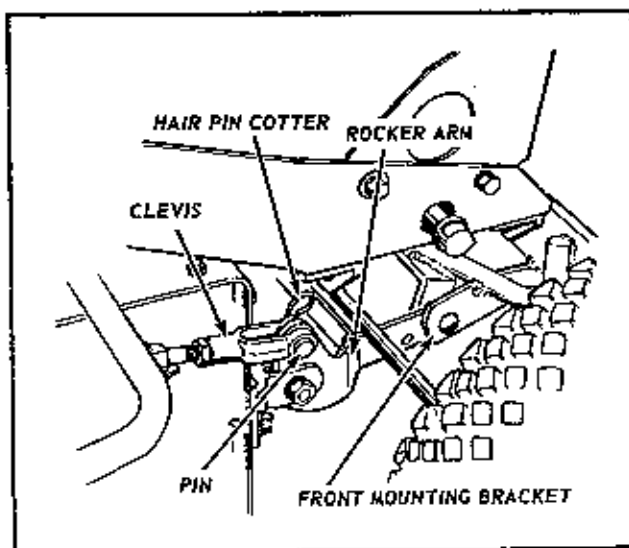 HAIR PIN COTTER
ROCKER ARM
CLEVIS
PIN
FRONT MOUNTING BRACKET